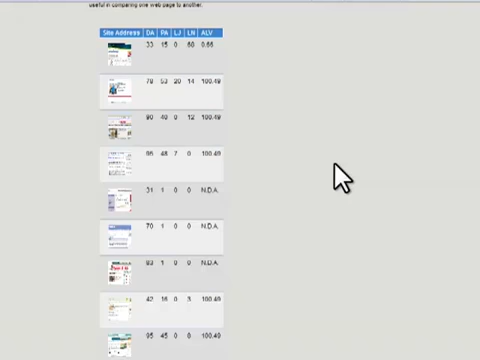 useful in comparing one web page to another.
Site Address DA PA LJ LN ALV
33 15 0 68 0.66
78 53 20 14 100.49
90 40 0 12 100.49
96 48 7 0 100.49
31 1 0 0 N.D.A.
70 1 0 0 N.D.A.
83 1 0 0 N.D.A.
42 16 0 3 100.49
95 45 0 6 100.49